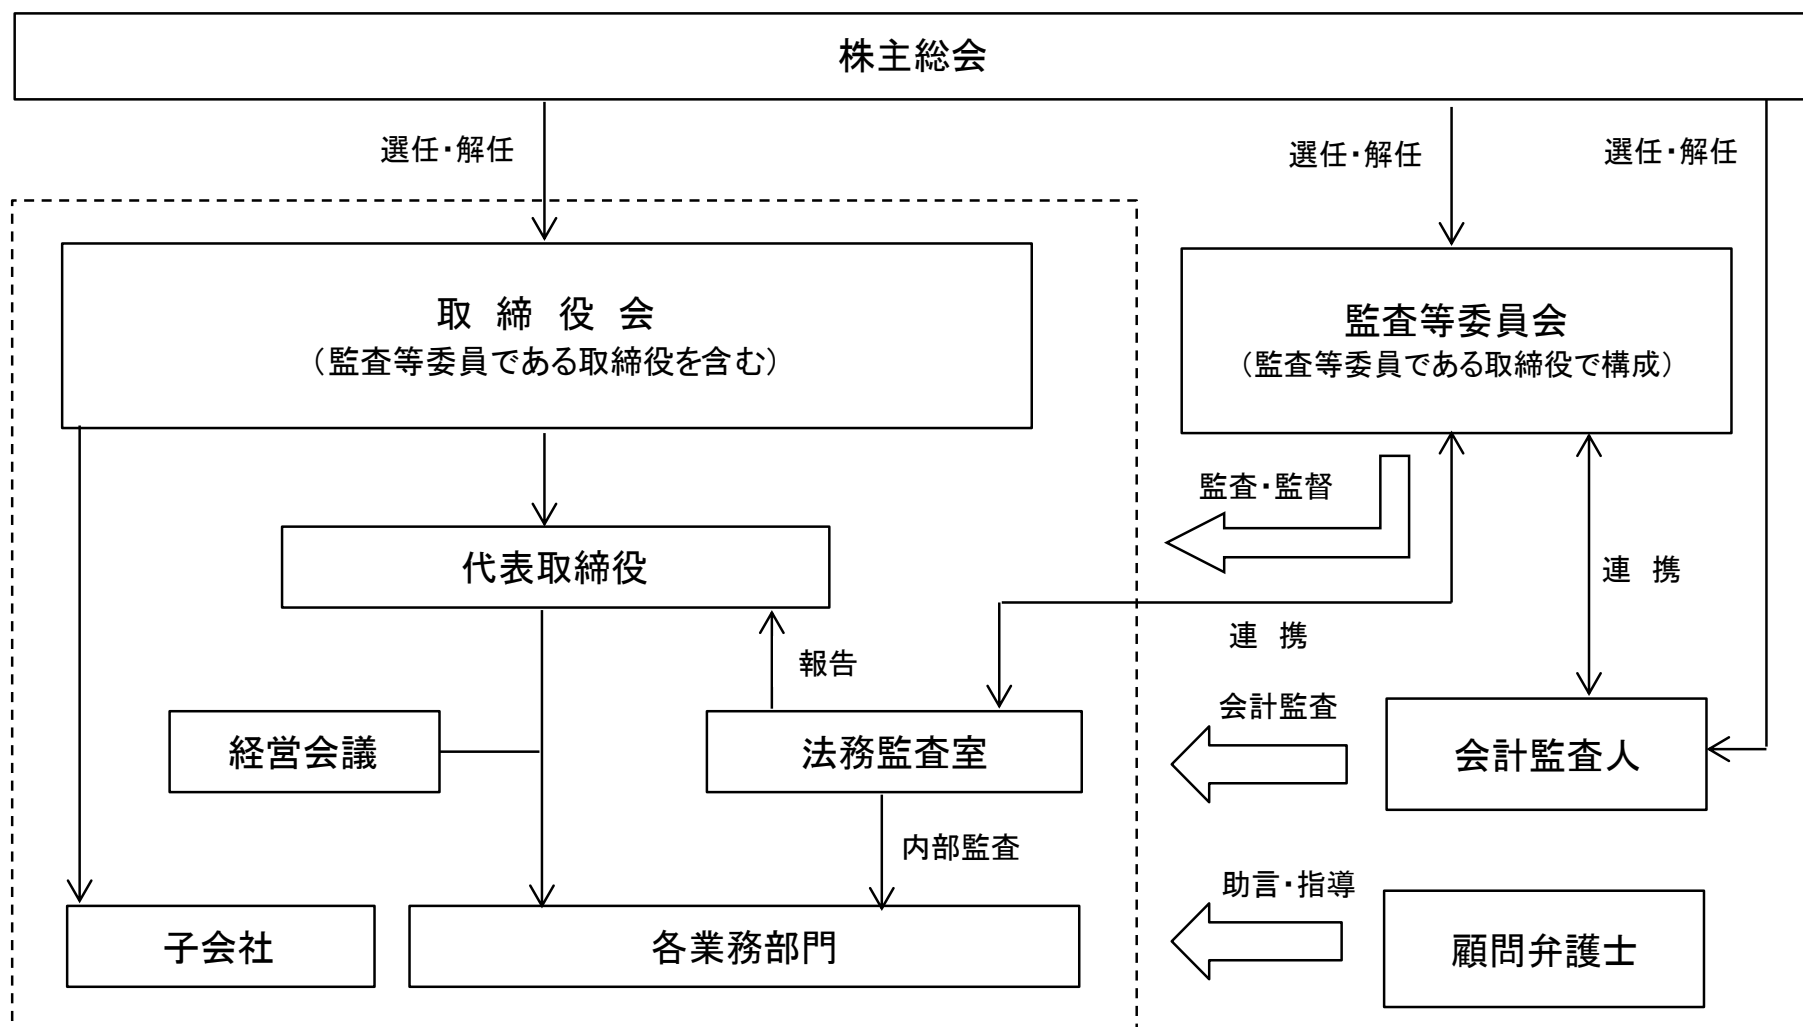 株主総会
選任・解任
選任・解任
選任・解任
取 締 役 会
（監査等委員である取締役を含む）
監査等委員会
（監査等委員である取締役で構成）
監査・監督
代表取締役
連 携
連 携
報告
会計監査
経営会議
法務監査室
会計監査人
内部監査
助言・指導
子会社
各業務部門
顧問弁護士